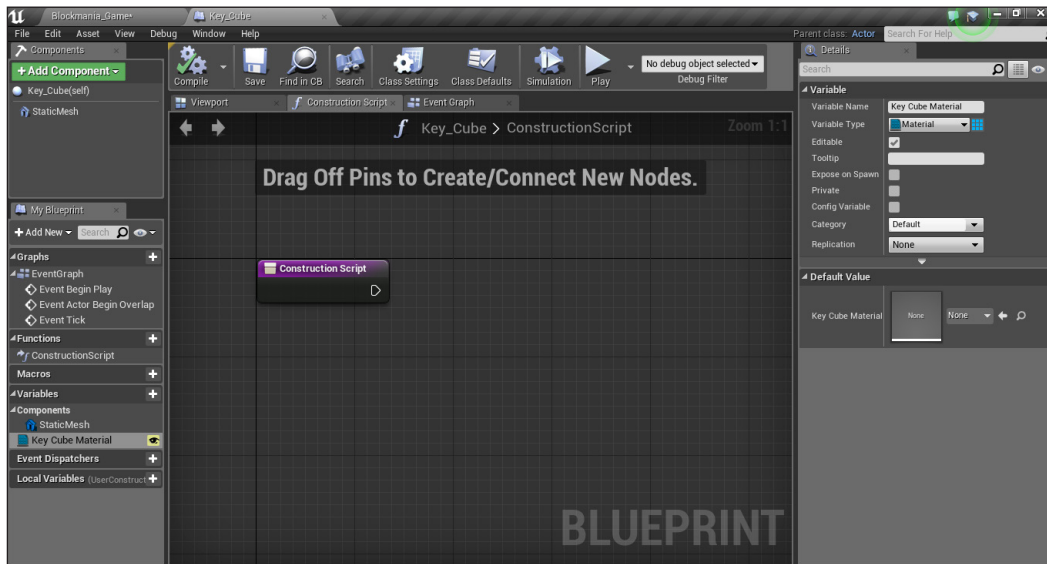 Blockmania_Game•
Key_Cube
File Edit Asset View Debug Window Help
Parent class: Actor
Search For Help
Components
+Add Component
Key_Cube(self)
StaticMesh
Compile
Save
Find in CB
Search
Class Settings
Class Defaults
Simulation
Play
No debug object selected
Debug Filter
Viewport
Construction Script
Event Graph
f Key_Cube > ConstructionScript
Zoom 1:1
Drag Off Pins to Create/Connect New Nodes.
Construction Script
BLUEPRINT
My Blueprint
+Add New
Search
Graphs
EventGraph
Event Begin Play
Event Actor Begin Overlap
Event Tick
Functions
ConstructionScript
Macros
Variables
Components
StaticMesh
Key Cube Material
Event Dispatchers
Local Variables (UserConstruct
Details
Search
Variable
Variable Name Key Cube Material
Variable Type Material
Editable
Tooltip
Expose on Spawn
Private
Config Variable
Category Default
Replication None
Default Value
Key Cube Material None None